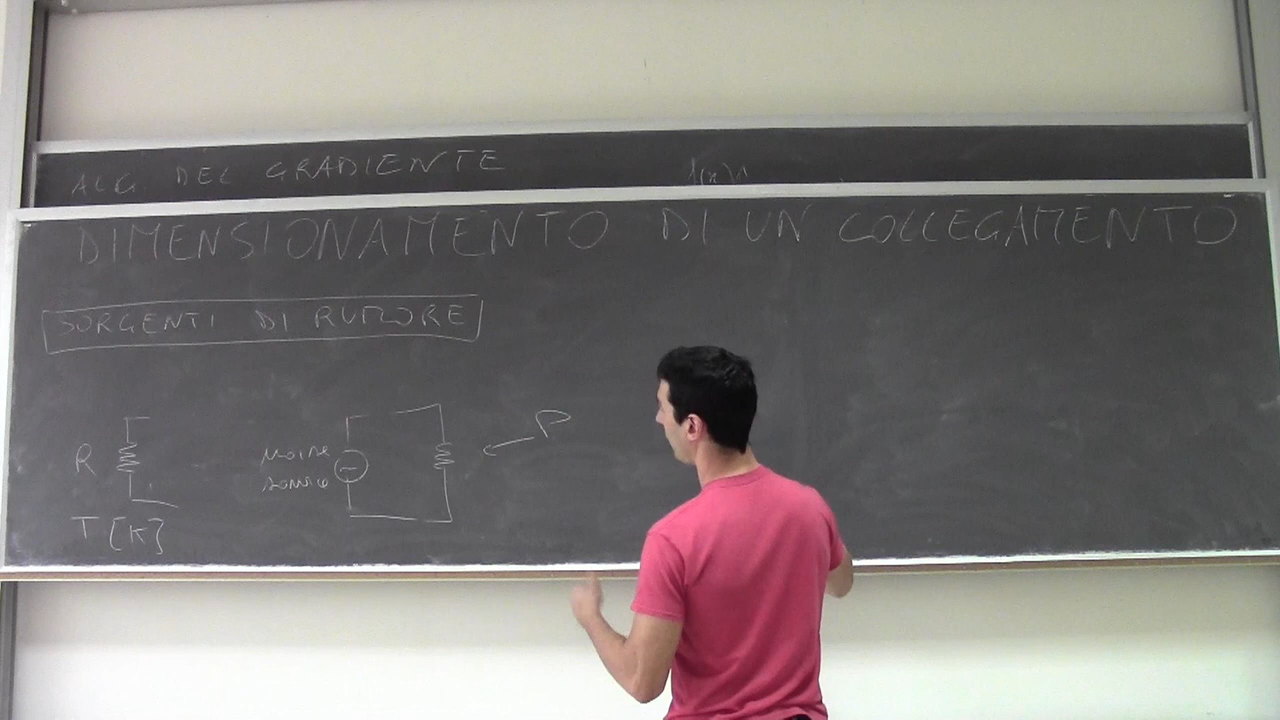 ALG. DEL GRADIENTE
f(x)
DIMENSIONAMENTO DI UN COLLEGAMENTO
SORGENTI DI RUMORE
R
T [K]
P